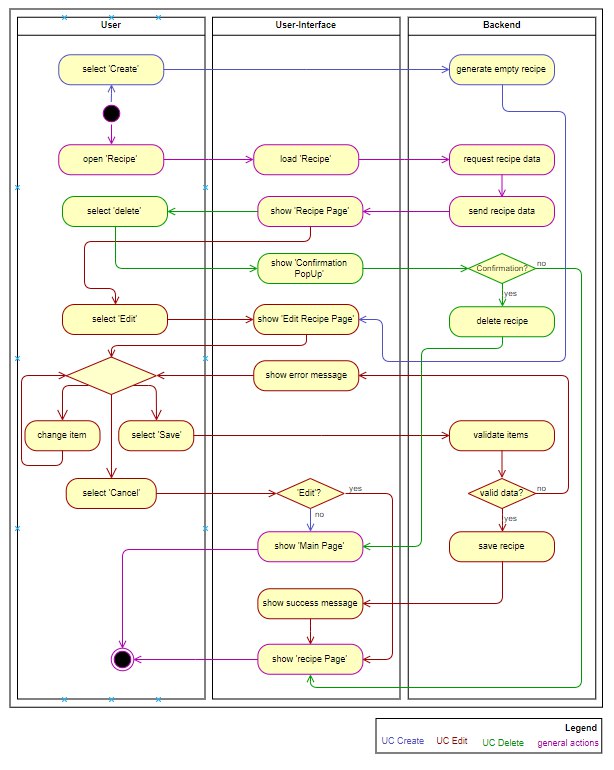 User
User-Interface
Backend
select 'Create'
generate empty recipe
open 'Recipe'
load 'Recipe'
request recipe data
select 'delete'
show 'Recipe Page'
send recipe data
show 'Confirmation
PopUp'
Confirmation?
no
yes
select 'Edit'
show 'Edit Recipe Page'
delete recipe
show error message
change item
select 'Save'
validate items
select 'Cancel'
'Edit'?
yes
valid data?
no
no
yes
show 'Main Page'
save recipe
show success message
show 'recipe Page'
Legend
UC Create
UC Edit
UC Delete
general actions